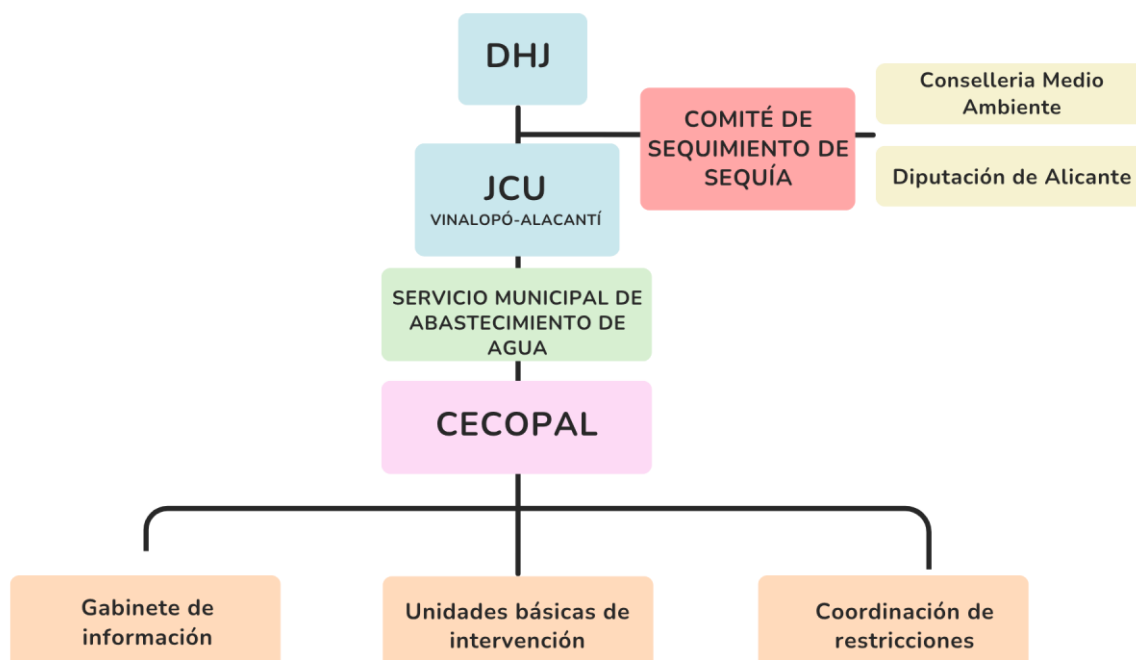 DHJ
COMITÉ DE
SEQUIMIENTO DE
SEQUÍA
Conselleria Medio
Ambiente
Diputación de Alicante
JCU
VINALOPÓ-ALACANTÍ
SERVICIO MUNICIPAL DE
ABASTECIMIENTO DE
AGUA
CECOPAL
Gabinete de
información
Unidades básicas de
intervención
Coordinación de
restricciones